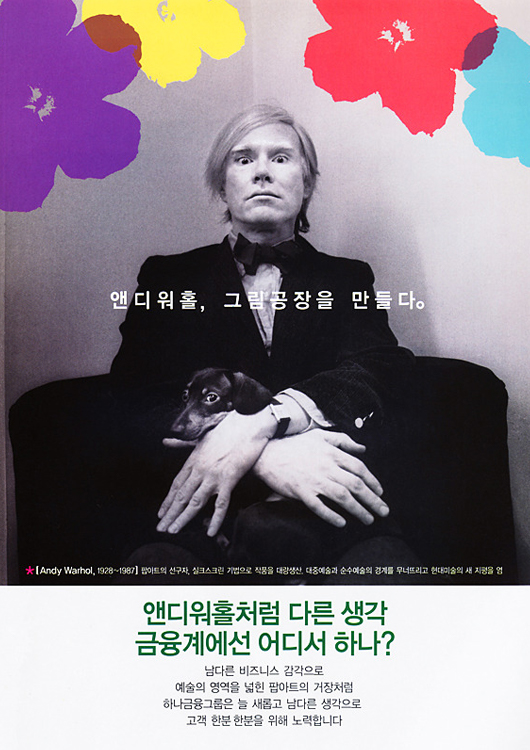 앤디워홀, 그림공장을 만들다。
*[Andy Warhol, 1928~1987] 팝아트의 선구자, 실크스크린 기법으로 작품을 대량생산, 대중예술과 순수예술의 경계를 무너뜨리고 현대미술의 새 지평을 염
앤디워홀처럼 다른 생각
금융계에선 어디서 하나?
남다른 비즈니스 감각으로
예술의 영역을 넓힌 팝아트의 거장처럼
하나금융그룹은 늘 새롭고 남다른 생각으로
고객 한분 한분을 위해 노력합니다